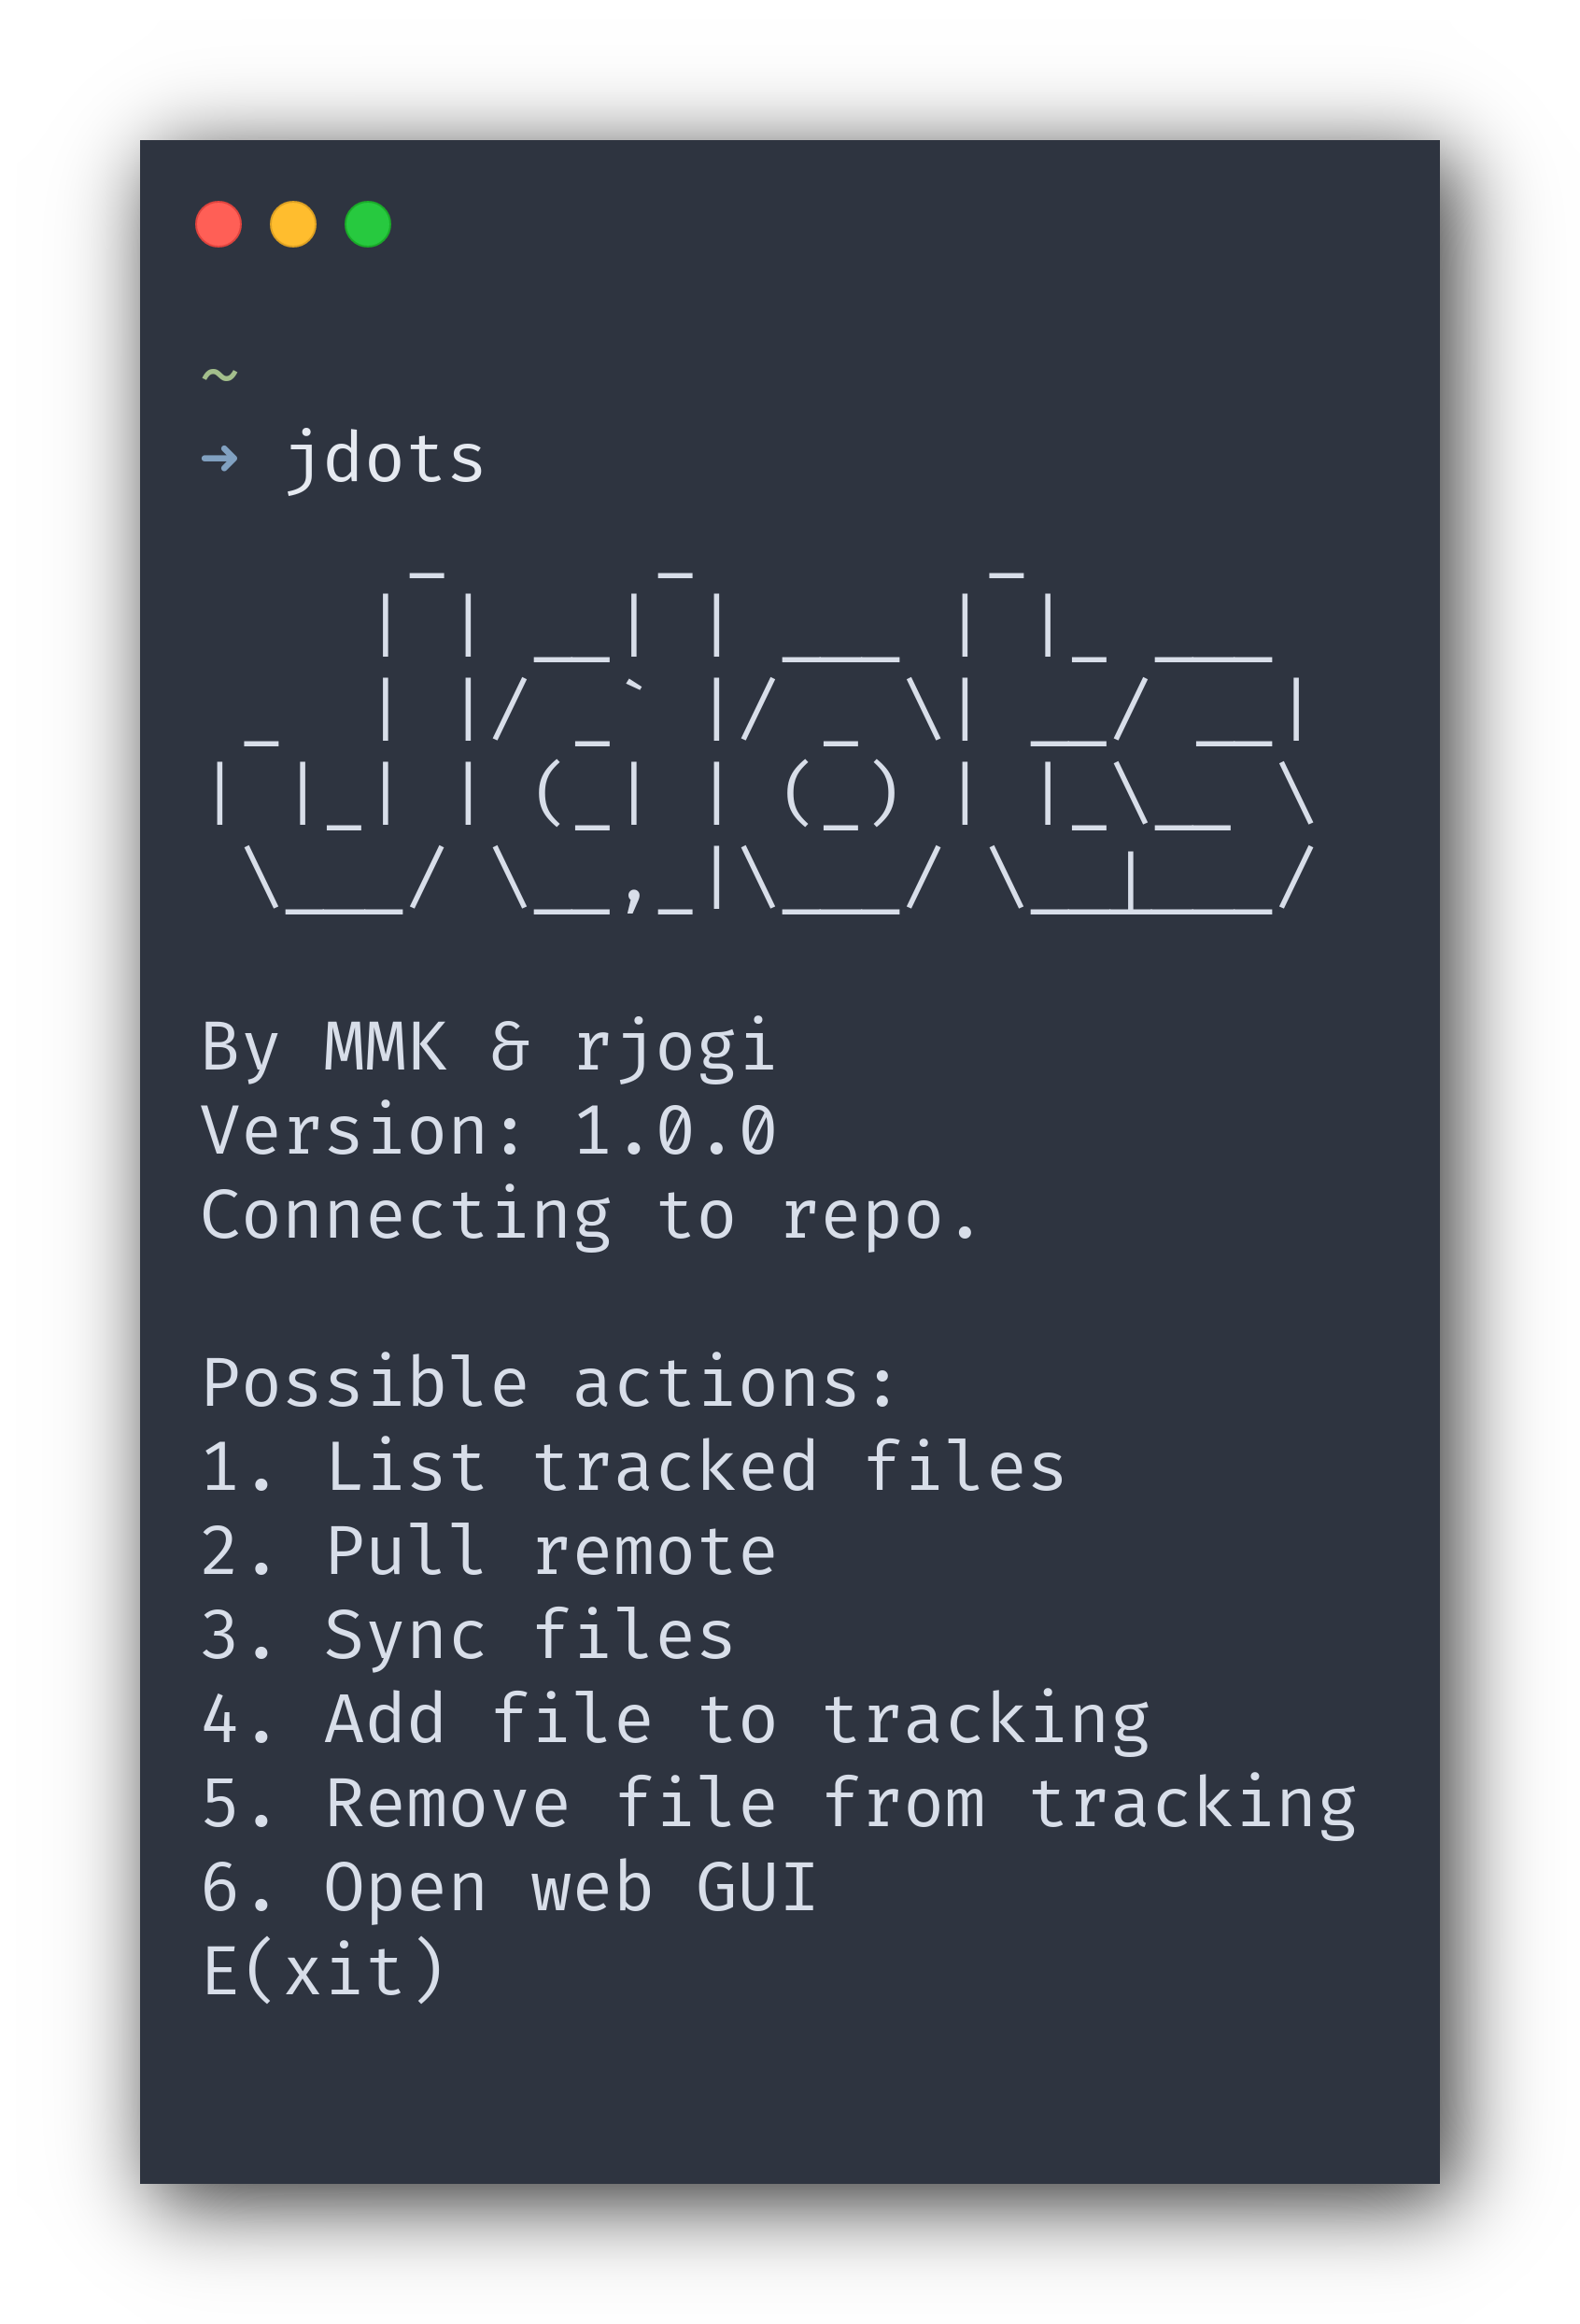 ~
➜ jdots
     _     _       _
    | |  __| | ___ | |_ ___
 _  | |/ _` |/ _ \| __/ __|
| |_| | (_| | (_) | |_\__ \
 \___/ \__,_|\___/ \__|___/
By MMK & rjogi
Version: 1.0.0
Connecting to repo.
Possible actions:
1. List tracked files
2. Pull remote
3. Sync files
4. Add file to tracking
5. Remove file from tracking
6. Open web GUI
E(xit)